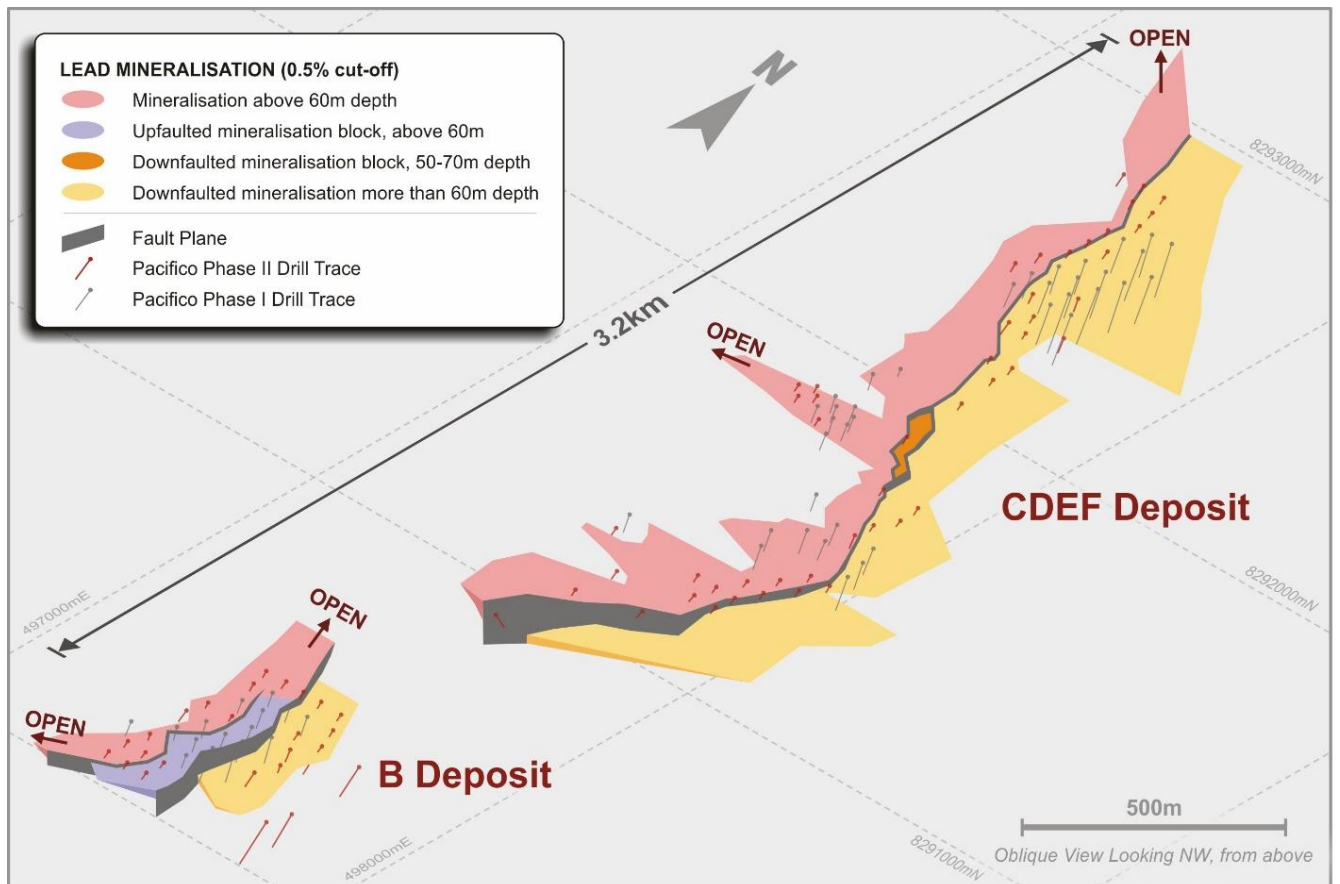 LEAD MINERALISATION (0.5% cut-off)
Mineralisation above 60m depth
Upfaulted mineralisation block, above 60m
Downfaulted mineralisation block, 50-70m depth
Downfaulted mineralisation more than 60m depth
Fault Plane
Pacifico Phase II Drill Trace
Pacifico Phase I Drill Trace
N
OPEN
8293000mN
3.2km
OPEN
CDEF Deposit
8292000mN
497000mE
OPEN
OPEN
B Deposit
498000mE
8291000mN
500m
Oblique View Looking NW, from above